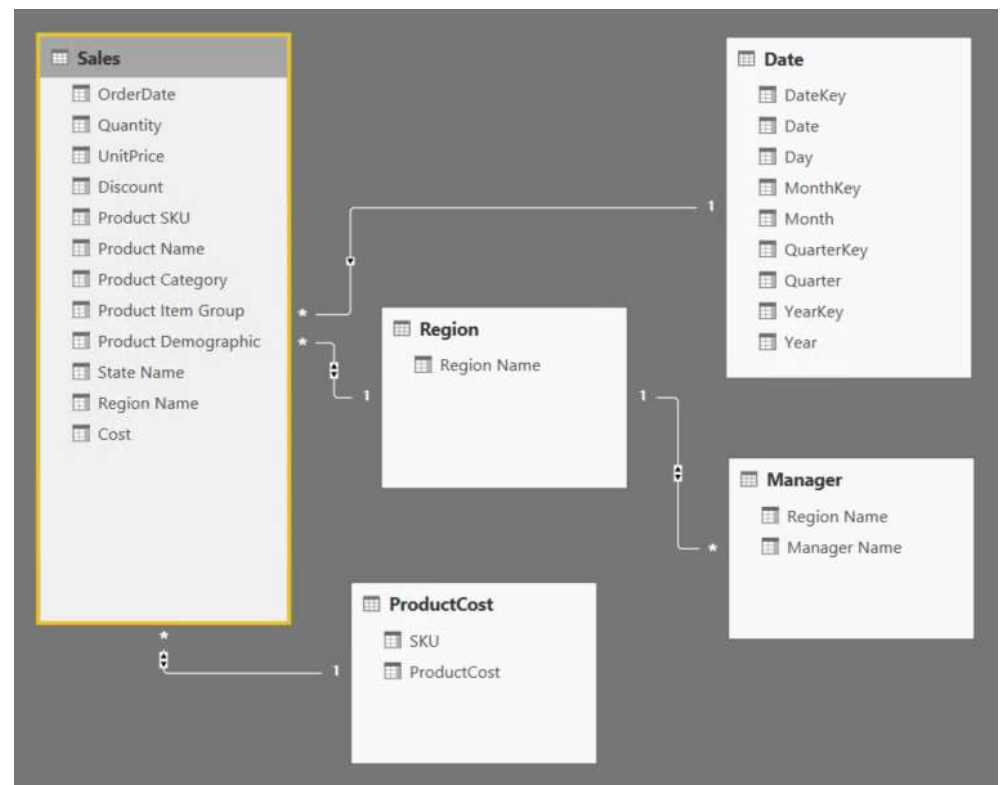 Sales
OrderDate
Quantity
UnitPrice
Discount
Product SKU
Product Name
Product Category
Product Item Group
Product Demographic
State Name
Region Name
Cost
*
*
*
1
Date
DateKey
Date
Day
MonthKey
Month
QuarterKey
Quarter
YearKey
Year
Region
Region Name
1
1
Manager
Region Name
Manager Name
*
ProductCost
SKU
ProductCost
1